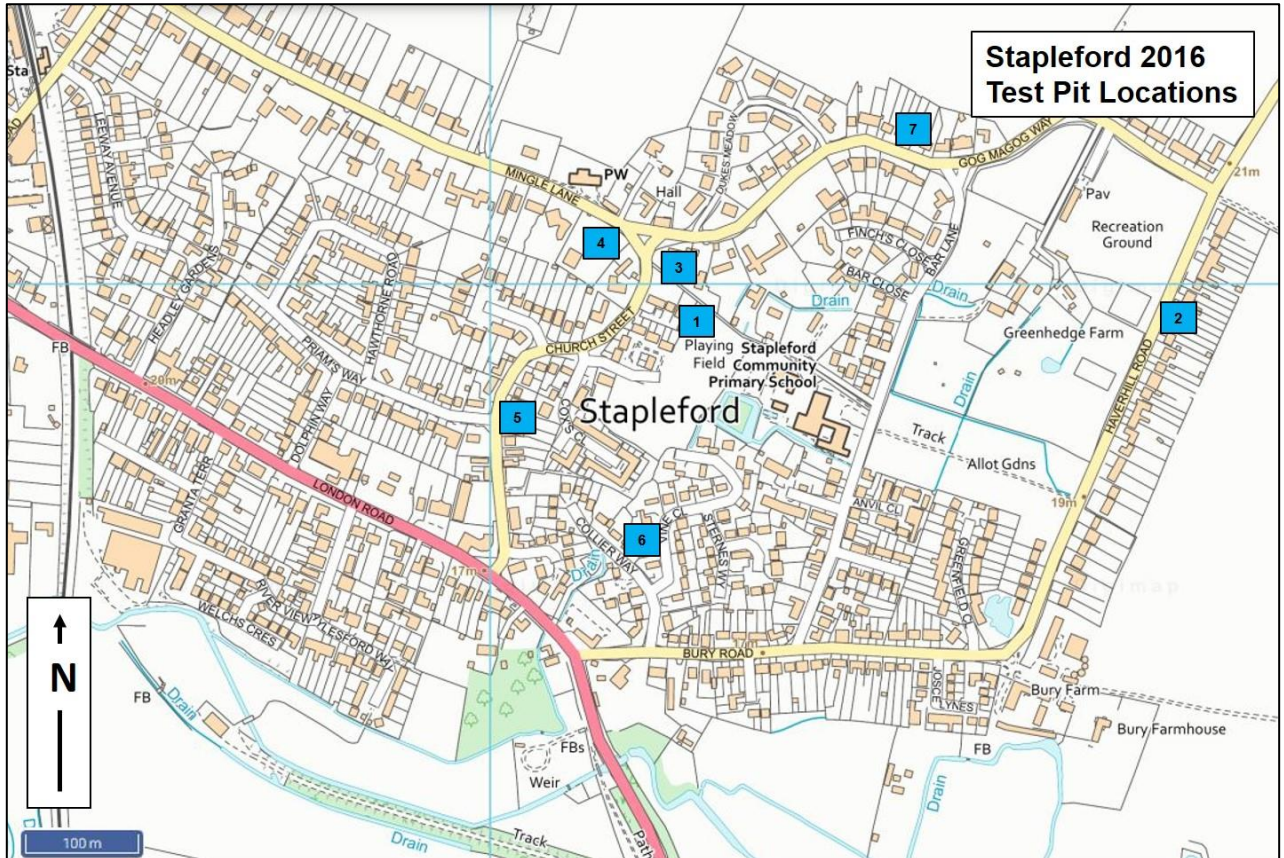 Stapleford 2016
Test Pit Locations
Sta
LEEWAY AVENUE
MINGLE LANE
PW
Hall
DUKES MEADOW
7
GOG MAGOG WAY
21m
Pav
Recreation
Ground
4
3
FINCH'S CLOSE
BAR LANE
BAR CLOSE
HEADLEY GARDENS
HAWTHORNE ROAD
Drain
Drain
1
2
Greenhedge Farm
FB
PRIAM'S WAY
CHURCH STREET
Playing
Field
Stapleford
Community
Primary School
20m
Stapleford
5
COX'S CL
Drain
HAVERHILL ROAD
DOLPHIN WAY
Track
Allot Gdns
GRANTA TERR
LONDON ROAD
19m
ANVIL CL
COLLIER WAY
6
VINE CL
STERNES WY
GREENFIELD CL
17m
Drain
RIVER VIEW
AYLESFORD WAY
WELCHS CRES
BURY ROAD
17m
N
FB
Drain
JOSCELYNES
Bury Farm
Bury Farmhouse
FBs
FB
Weir
Drain
Track
Drain
Path
100 m